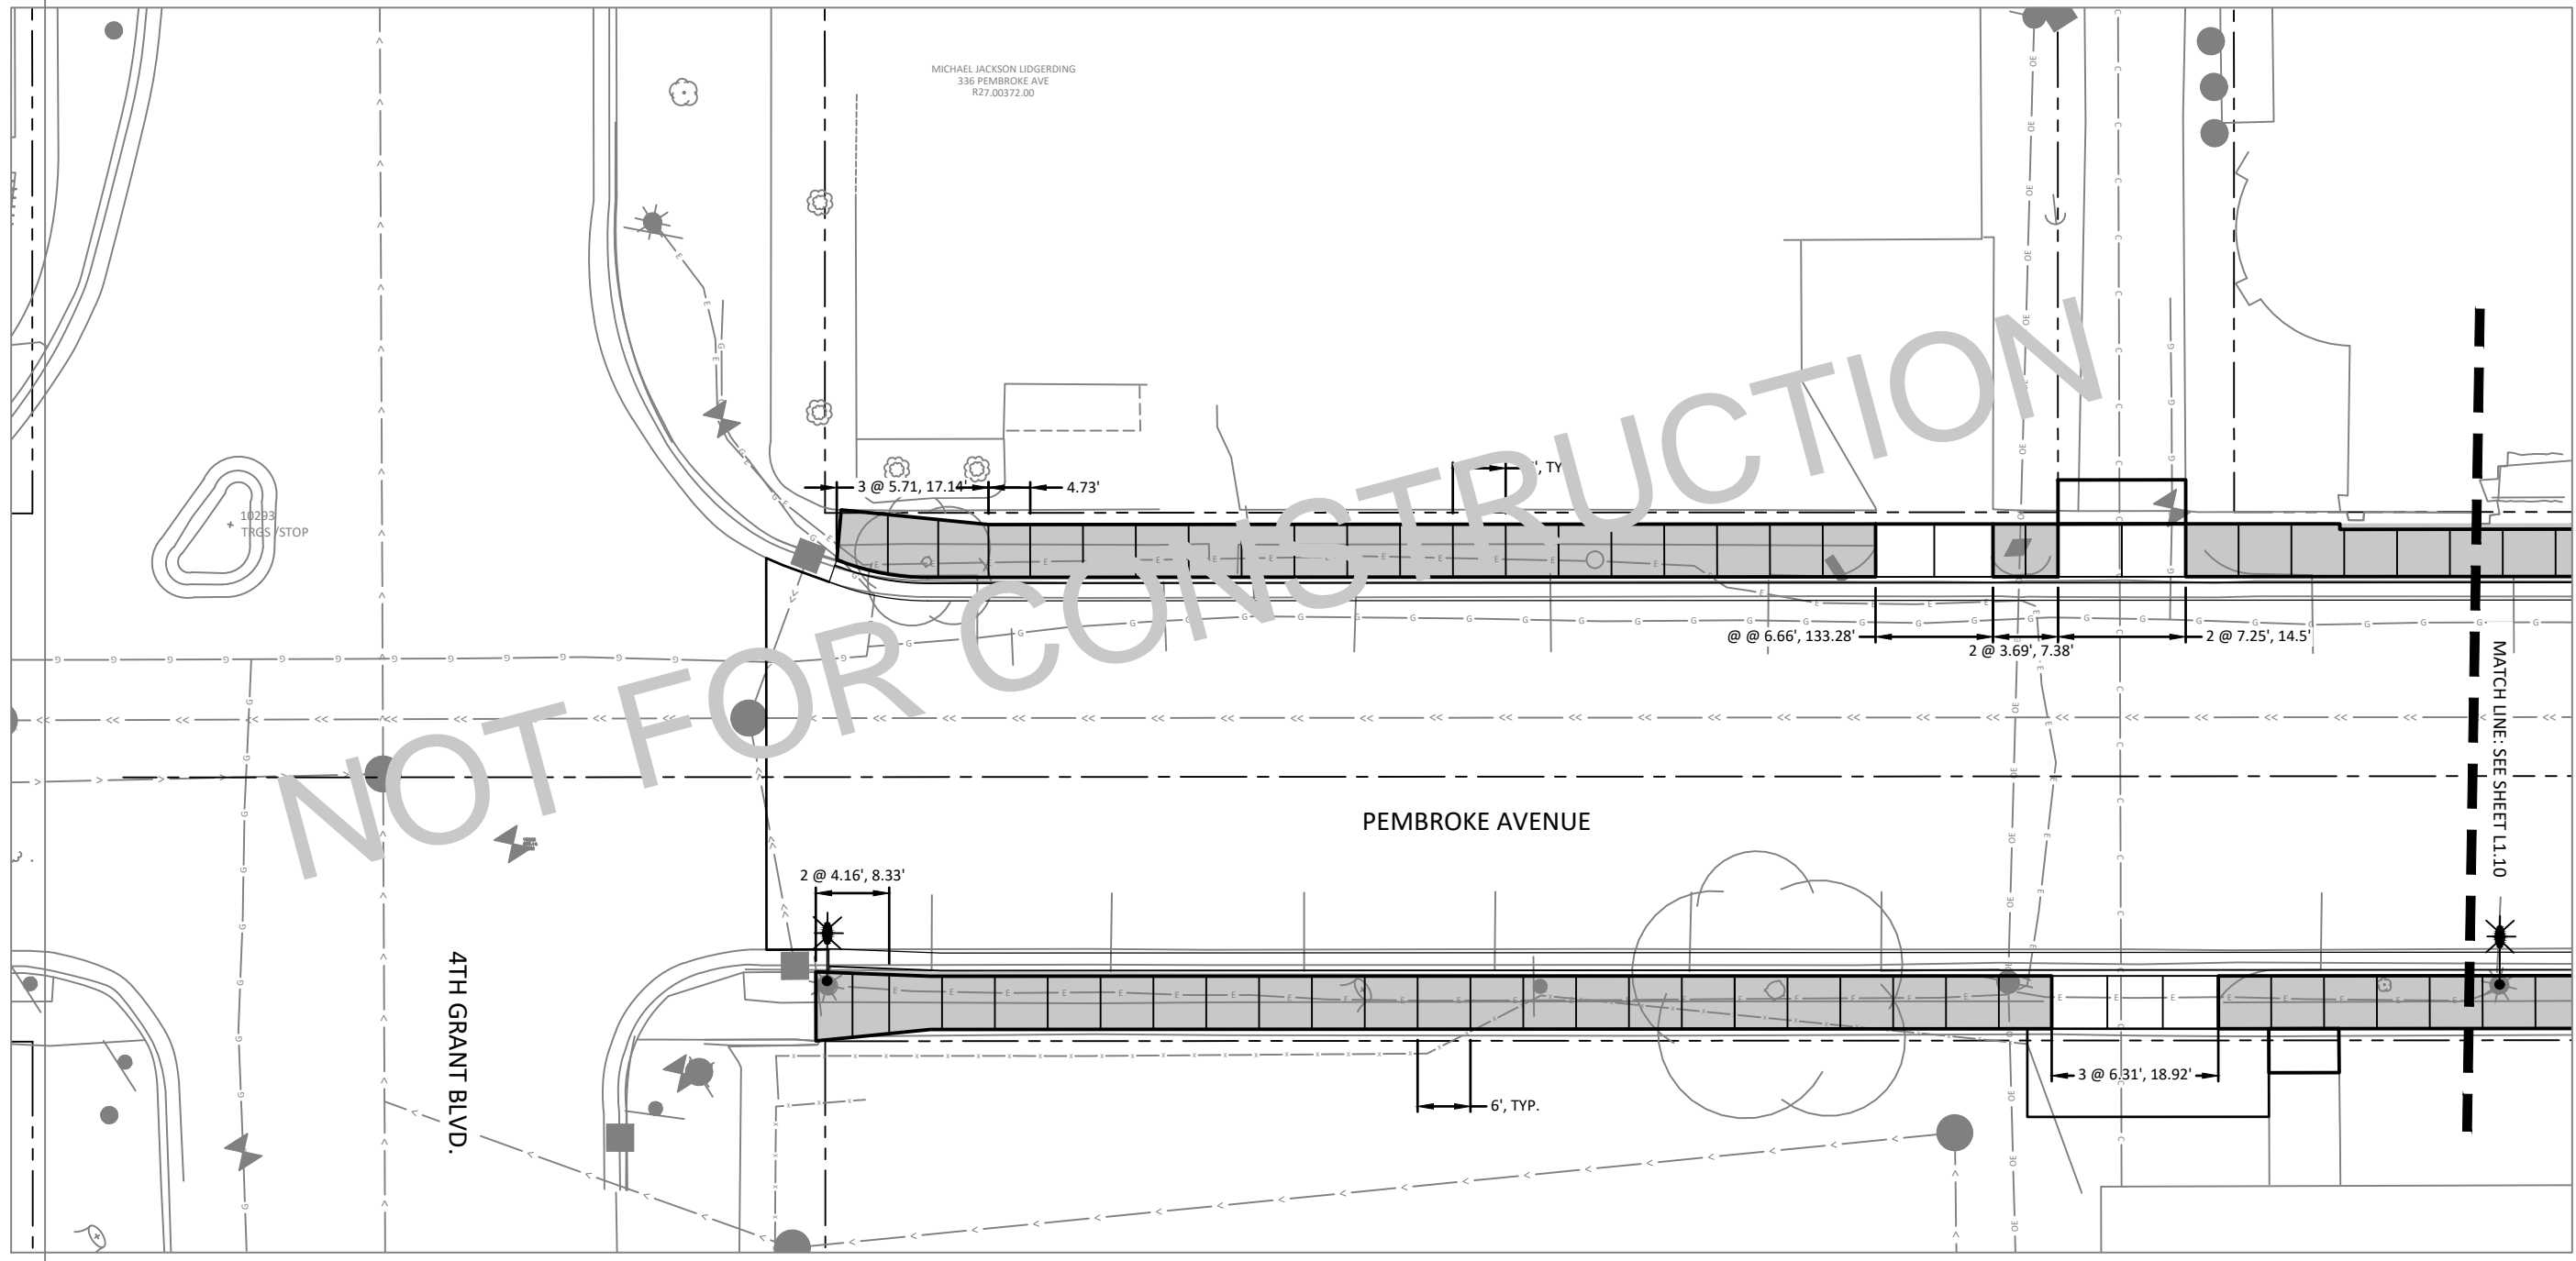 MICHAEL JACKSON LIDGERDING
336 PEMBROKE AVE
R27.00372.00
10293
TRGS /STOP
3 @ 5.71, 17.14'
4.73'
', TY
NOT FOR CONSTRUCTION
@ @ 6.66', 133.28'
2 @ 3.69', 7.38'
2 @ 7.25', 14.5'
MATCH LINE: SEE SHEET L1.10
PEMBROKE AVENUE
2 @ 4.16', 8.33'
4TH GRANT BLVD.
3 @ 6.31', 18.92'
6', TYP.